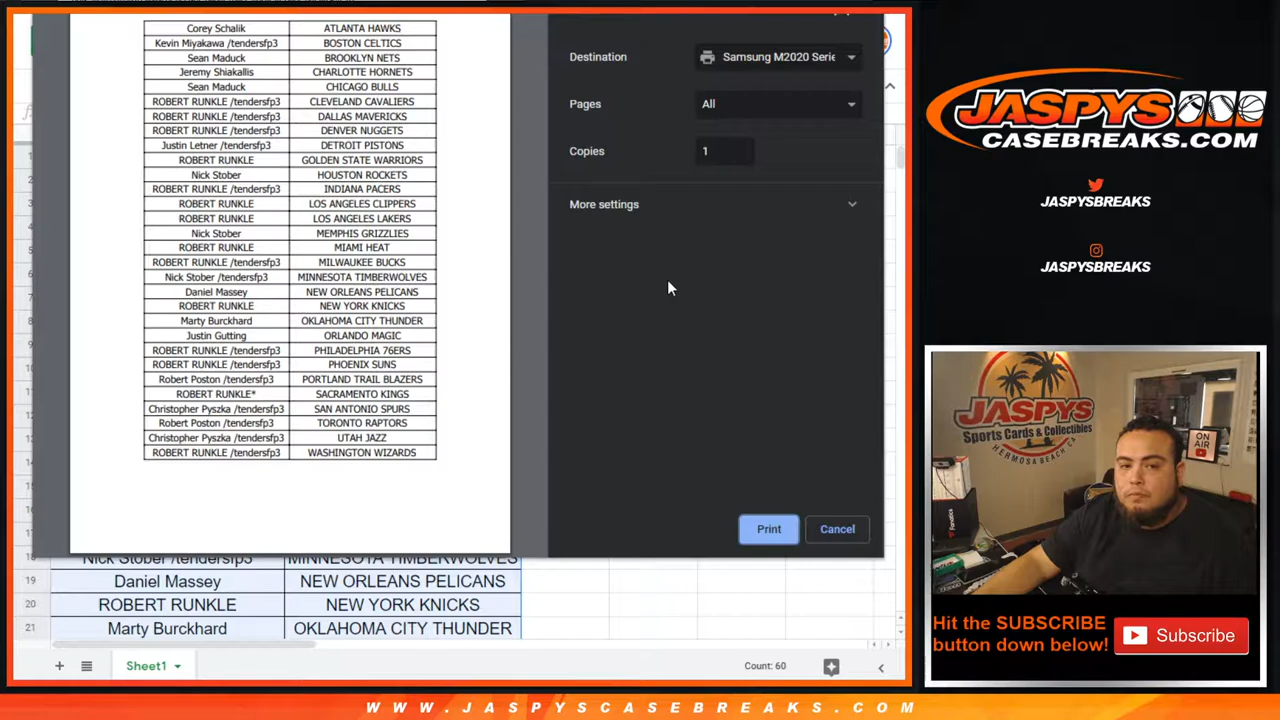 Corey Schalik ATLANTA HAWKS
Kevin Miyakawa /tendersfp3 BOSTON CELTICS
Sean Maduck BROOKLYN NETS
Jeremy Shiakallis CHARLOTTE HORNETS
Sean Maduck CHICAGO BULLS
ROBERT RUNKLE /tendersfp3 CLEVELAND CAVALIERS
ROBERT RUNKLE /tendersfp3 DALLAS MAVERICKS
ROBERT RUNKLE /tendersfp3 DENVER NUGGETS
Justin Letner /tendersfp3 DETROIT PISTONS
ROBERT RUNKLE GOLDEN STATE WARRIORS
Nick Stober HOUSTON ROCKETS
ROBERT RUNKLE /tendersfp3 INDIANA PACERS
ROBERT RUNKLE LOS ANGELES CLIPPERS
ROBERT RUNKLE LOS ANGELES LAKERS
Nick Stober MEMPHIS GRIZZLIES
ROBERT RUNKLE MIAMI HEAT
ROBERT RUNKLE /tendersfp3 MILWAUKEE BUCKS
Nick Stober /tendersfp3 MINNESOTA TIMBERWOLVES
Daniel Massey NEW ORLEANS PELICANS
ROBERT RUNKLE NEW YORK KNICKS
Marty Burckhard OKLAHOMA CITY THUNDER
Justin Gutting ORLANDO MAGIC
ROBERT RUNKLE /tendersfp3 PHILADELPHIA 76ERS
ROBERT RUNKLE /tendersfp3 PHOENIX SUNS
Robert Poston /tendersfp3 PORTLAND TRAIL BLAZERS
ROBERT RUNKLE* SACRAMENTO KINGS
Christopher Pyszka /tendersfp3 SAN ANTONIO SPURS
Robert Poston /tendersfp3 TORONTO RAPTORS
Christopher Pyszka /tendersfp3 UTAH JAZZ
ROBERT RUNKLE /tendersfp3 WASHINGTON WIZARDS
Destination Samsung M2020 Serie
Pages All
Copies 1
More settings
Print Cancel
18 Nick Stober /tendersfp3 MINNESOTA TIMBERWOLVES
19 Daniel Massey NEW ORLEANS PELICANS
20 ROBERT RUNKLE NEW YORK KNICKS
21 Marty Burckhard OKLAHOMA CITY THUNDER
Sheet1 Count: 60
JASPYS
CASEBREAKS.COM
JASPYSBREAKS
JASPYSBREAKS
JASPYS
Sports Cards & Collectibles
HERMOSA BEACH CA
ON AIR
Fanatics
Hit the SUBSCRIBE
button down below!
Subscribe
WWW.JASPYSCASEBREAKS.COM